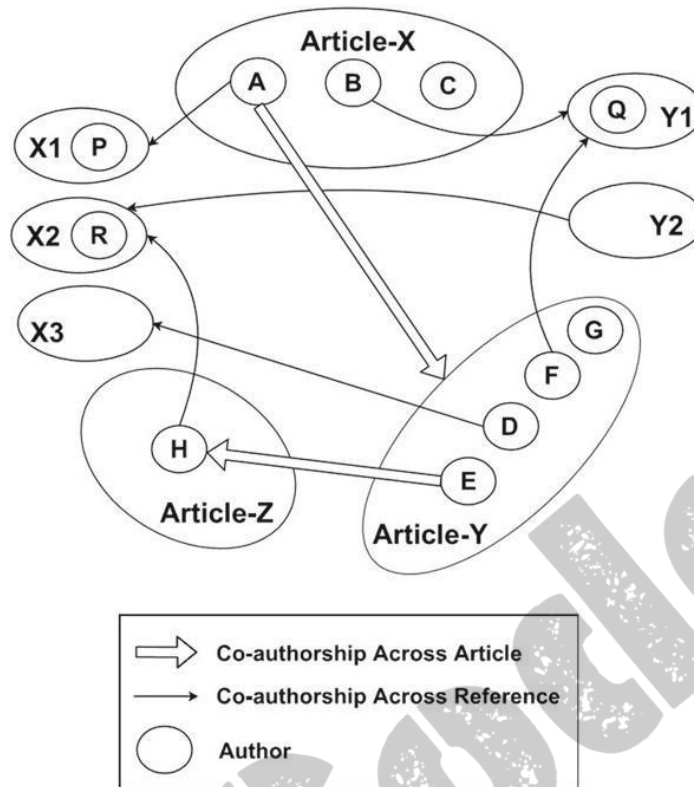 Article-X
A B C
Q Y1
X1 P
X2 R
Y2
X3
G
F
D
H
E
Article-Z
Article-Y
Co-authorship Across Article
Co-authorship Across Reference
Author